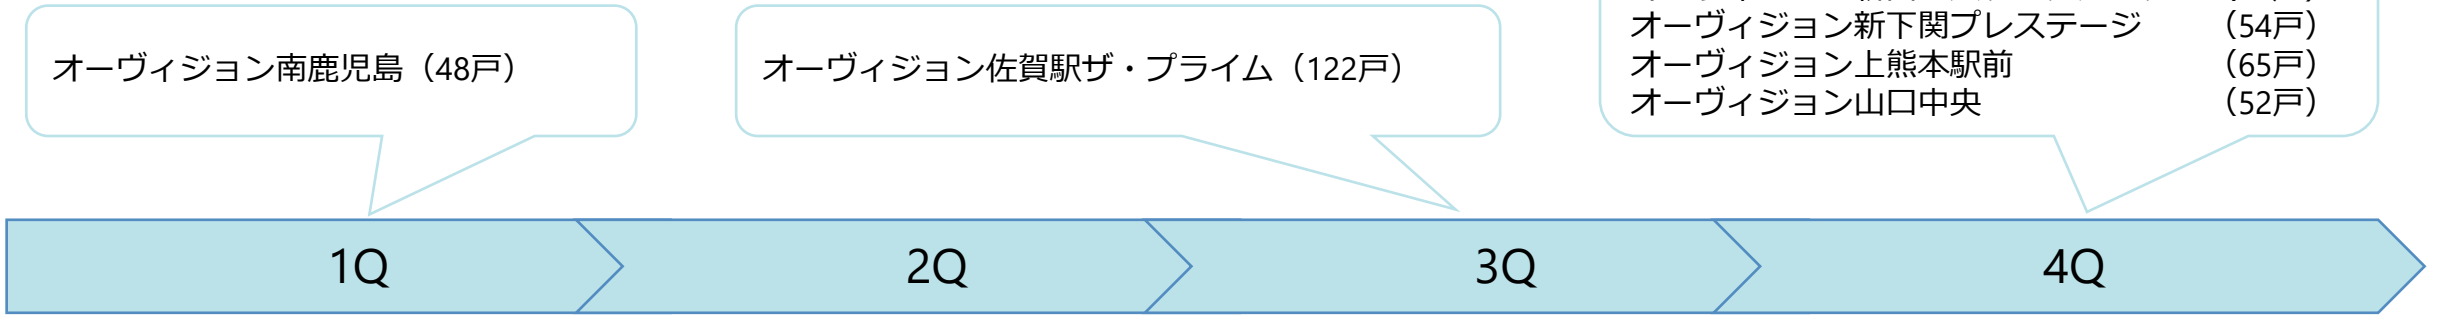 オーヴィジョン南鹿児島（48戸）
オーヴィジョン佐賀駅ザ・プライム（122戸）
オーヴィジョン新下関プレステージ （54戸）
オーヴィジョン上熊本駅前 （65戸）
オーヴィジョン山口中央 （52戸）
1Q
2Q
3Q
4Q